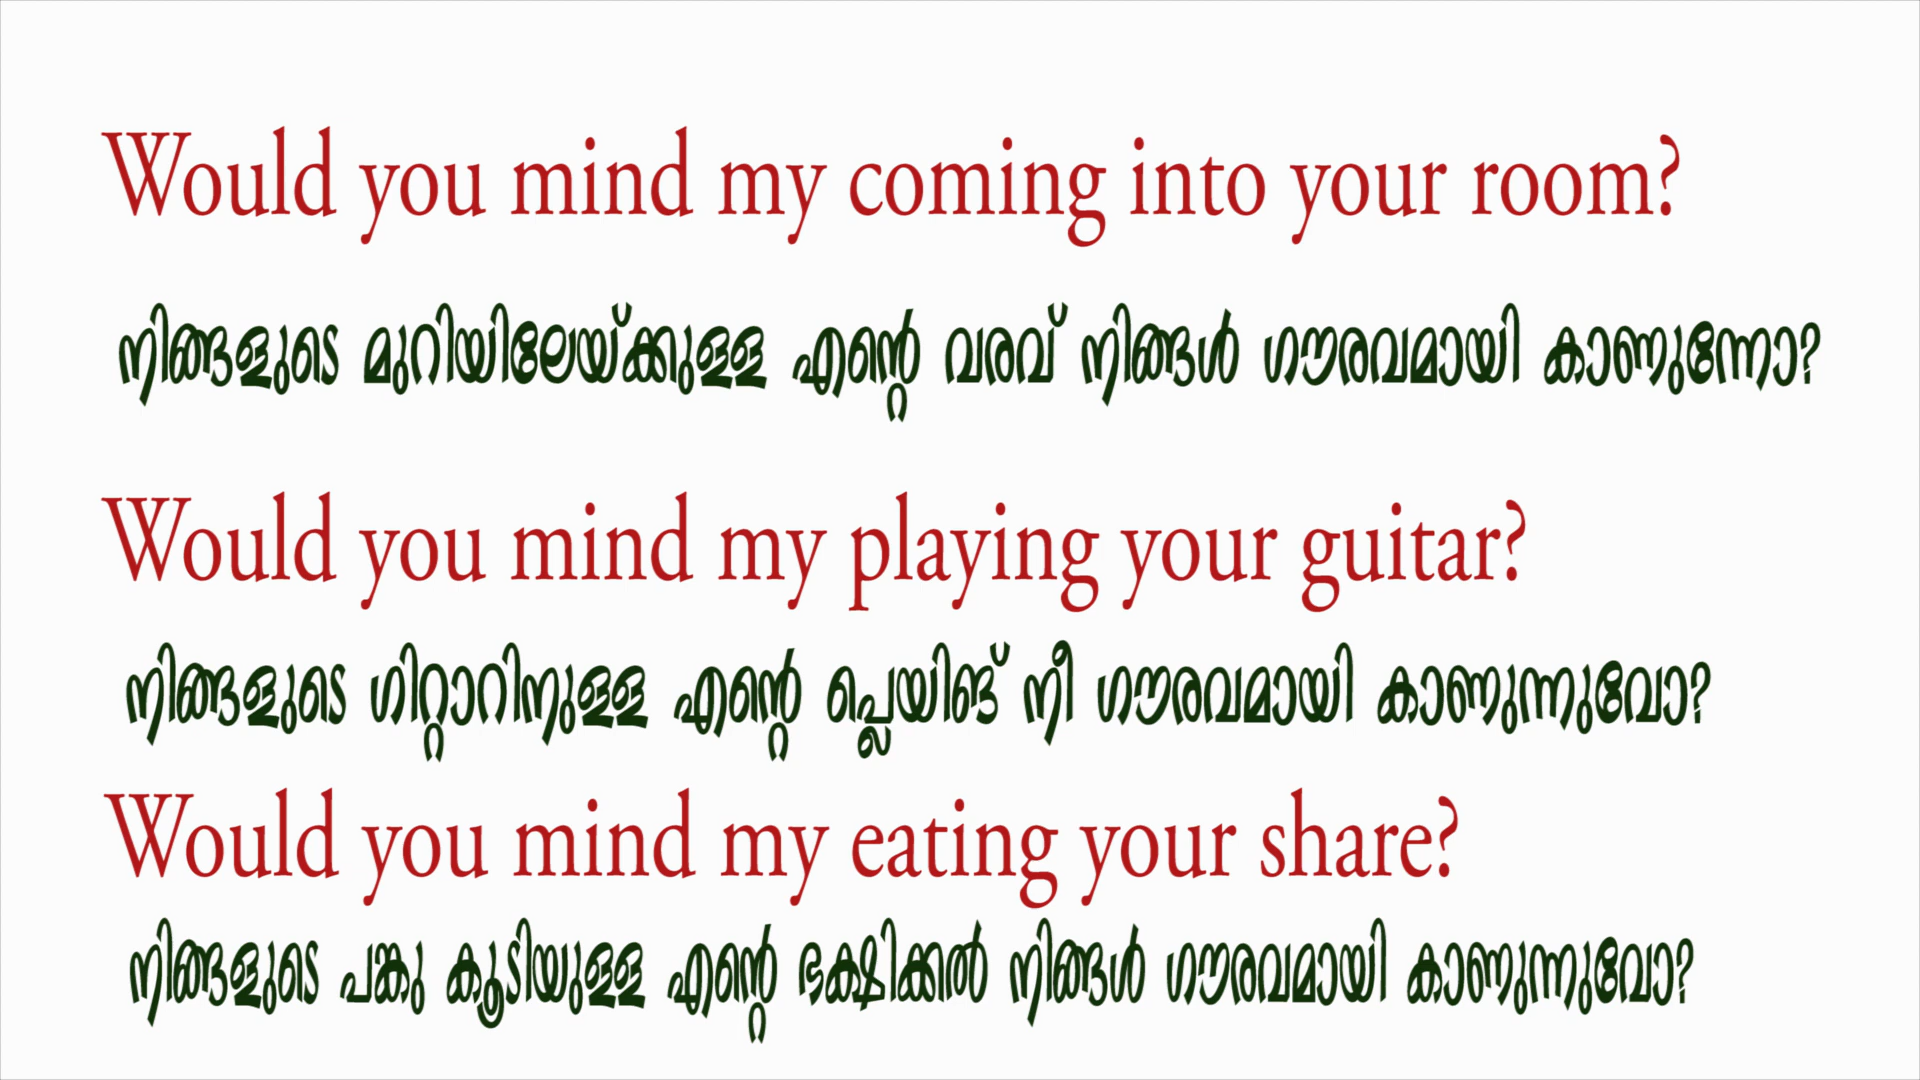 Would you mind my coming into your room?
നിങ്ങളുടെ മുറിയിലേയ്ക്കുള്ള എന്റെ വരവ് നിങ്ങൾ ഗൗരവമായി കാണുന്നോ?
Would you mind my playing your guitar?
നിങ്ങളുടെ ഗിറ്റാറിനുള്ള എന്റെ പ്ലെയിങ് നീ ഗൗരവമായി കാണുന്നുവോ?
Would you mind my eating your share?
നിങ്ങളുടെ പങ്കു കൂടിയുള്ള എന്റെ ഭക്ഷിക്കൽ നിങ്ങൾ ഗൗരവമായി കാണുന്നുവോ?